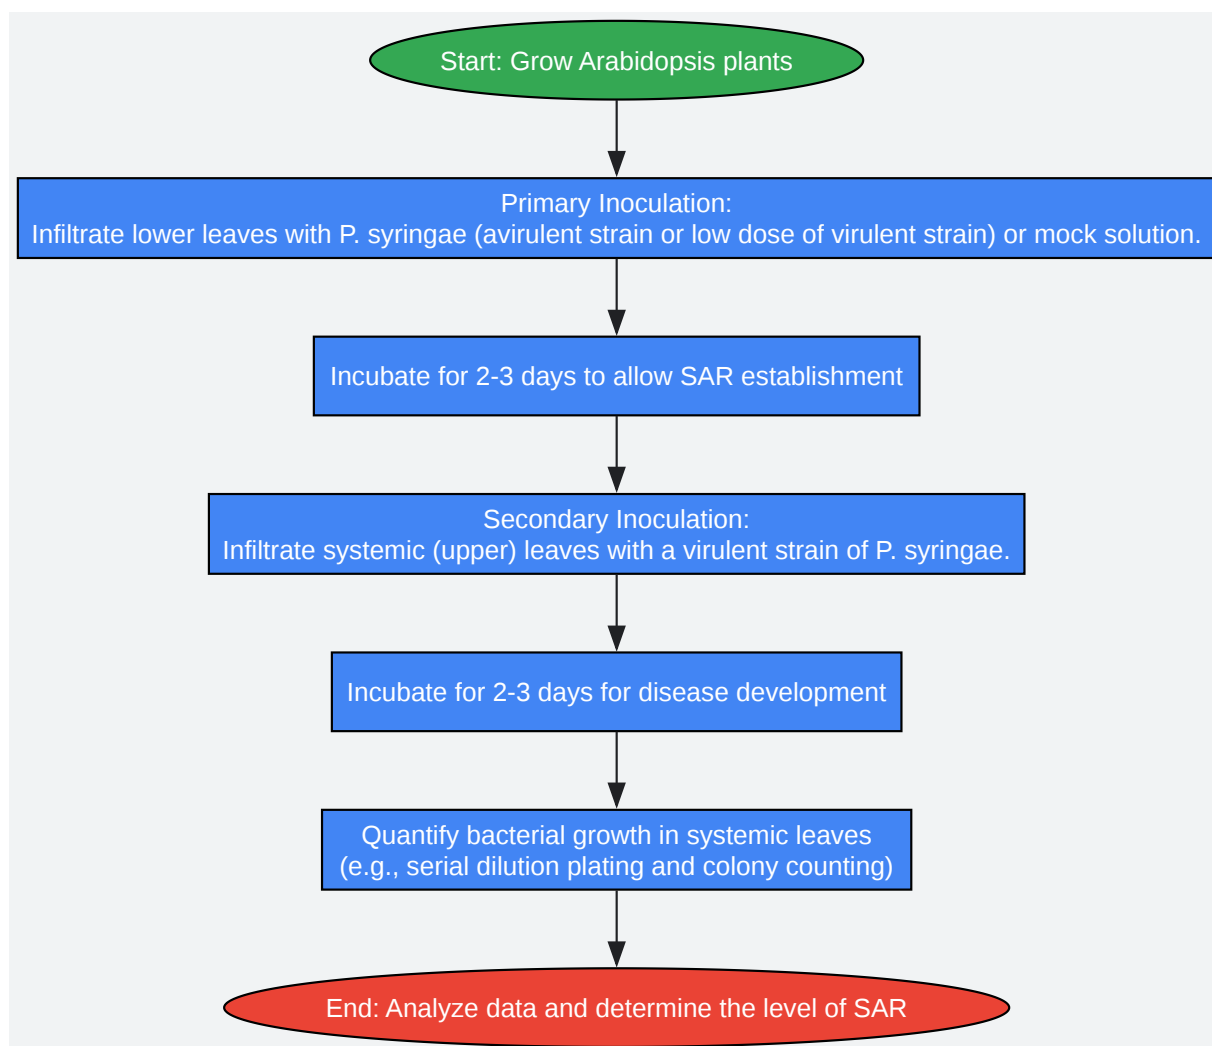 Start: Grow Arabidopsis plants
Primary Inoculation:
Infiltrate lower leaves with P. syringae (avirulent strain or low dose of virulent strain) or mock solution.
Incubate for 2-3 days to allow SAR establishment
Secondary Inoculation:
Infiltrate systemic (upper) leaves with a virulent strain of P. syringae.
Incubate for 2-3 days for disease development
Quantify bacterial growth in systemic leaves
(e.g., serial dilution plating and colony counting)
End: Analyze data and determine the level of SAR